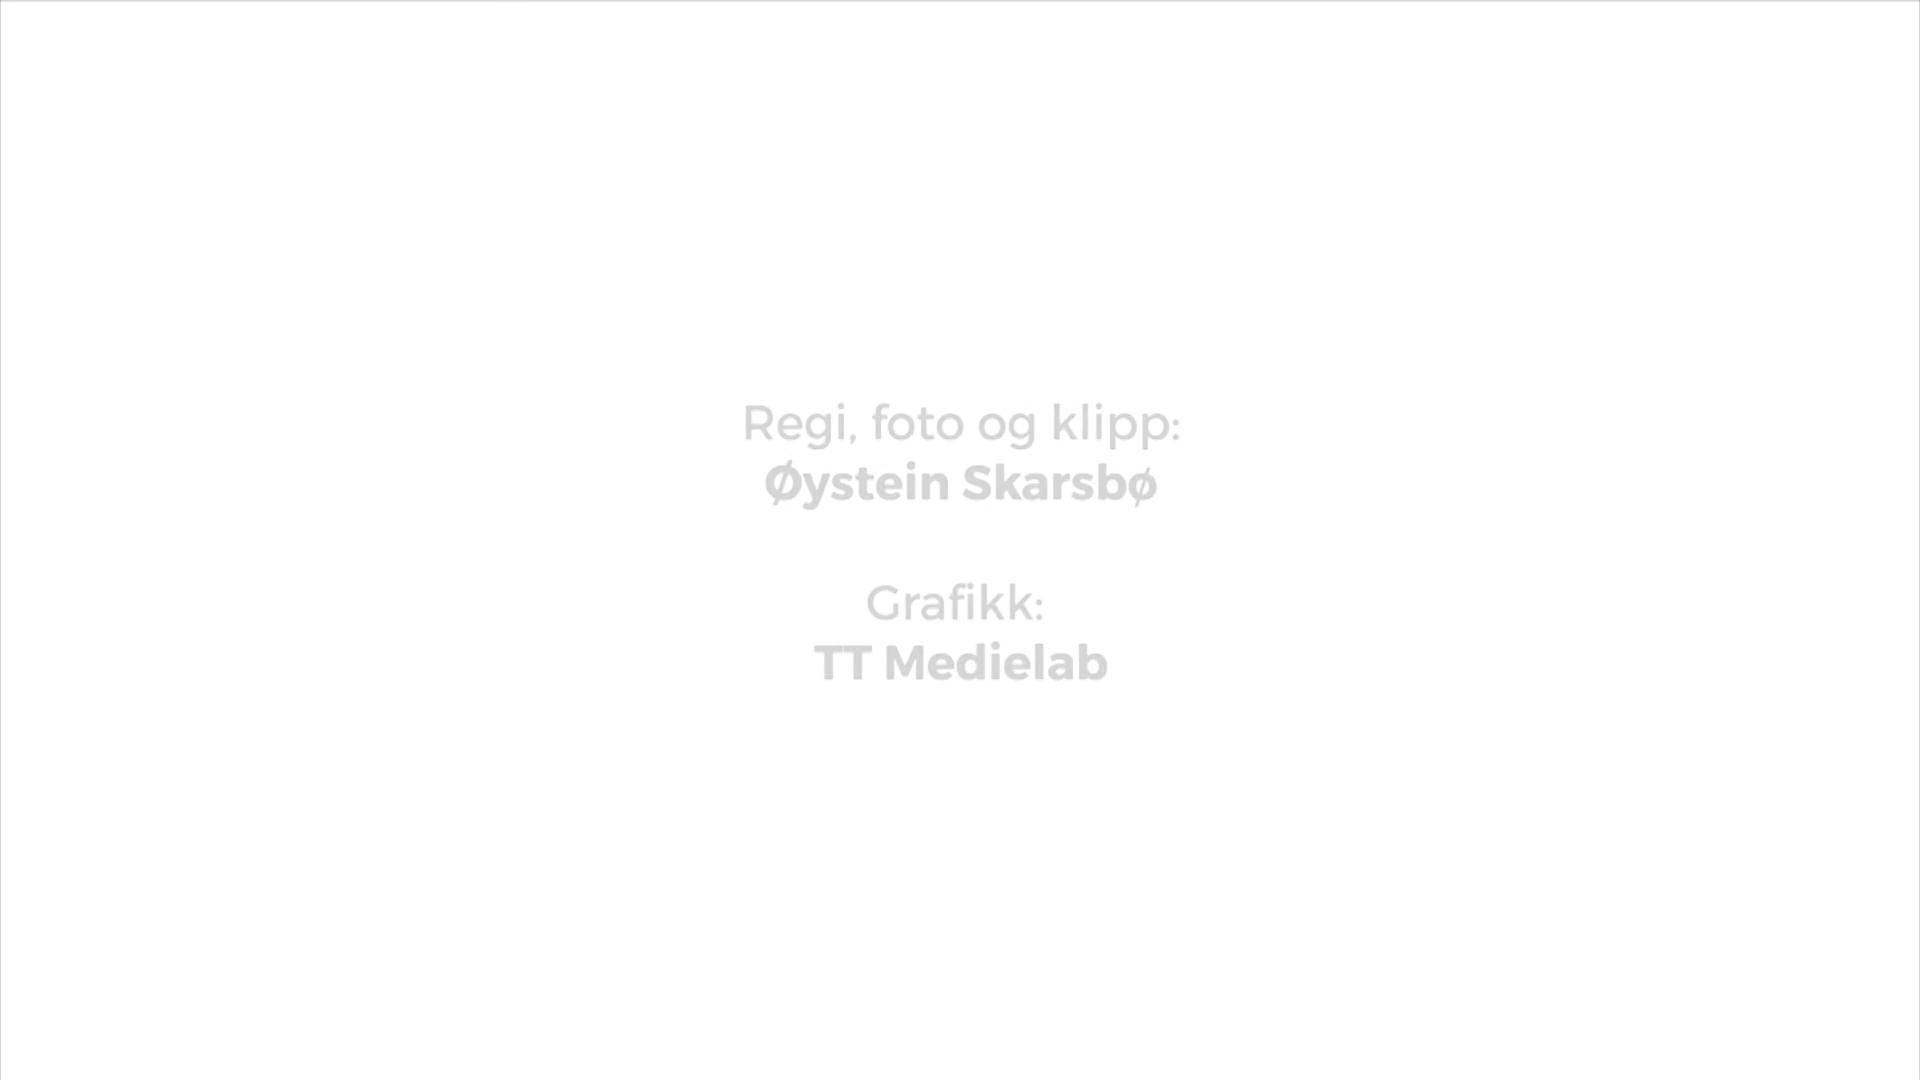 Regi, foto og klipp:
Øystein Skarsbø
Grafikk:
TT Medielab